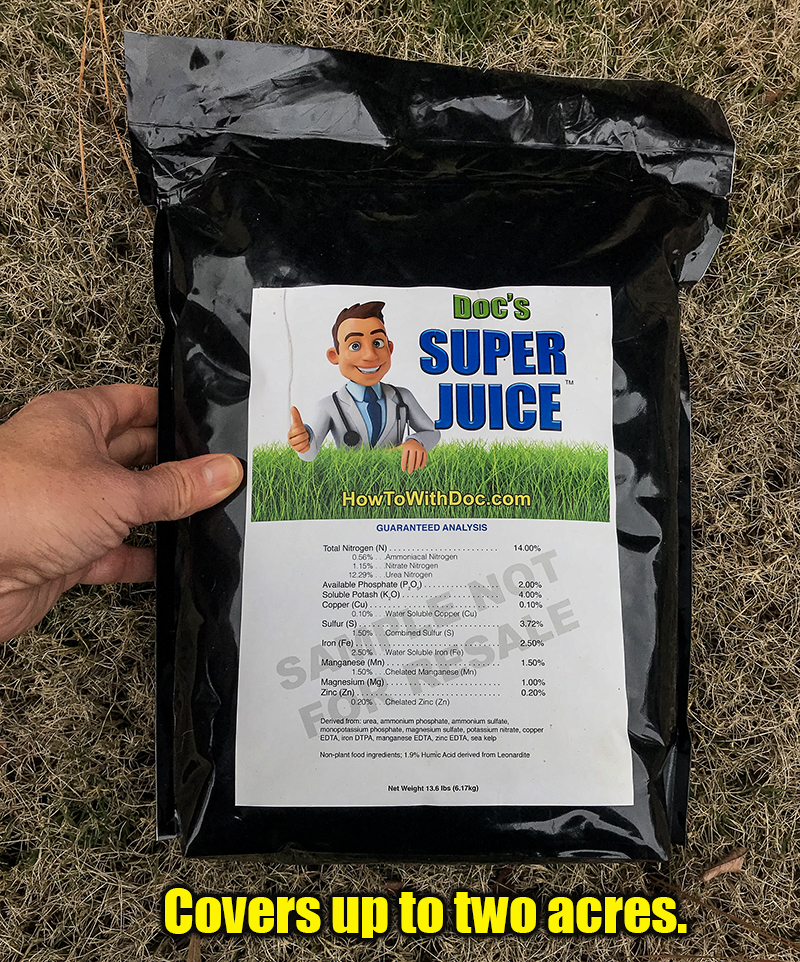 Doc's
SUPER
JUICE™
HowToWithDoc.com
GUARANTEED ANALYSIS
Total Nitrogen (N) . . . . . . . . . . . . . . . . . . . . . . . . 14.00%
0.56% . . .Ammoniacal Nitrogen
1.15% . . .Nitrate Nitrogen
12.29% . . .Urea Nitrogen
Available Phosphate (P₂O₅) . . . . . . . . . . . . . . . . . . . . . . 2.00%
Soluble Potash (K₂O) . . . . . . . . . . . . . . . . . . . . . . . . 4.00%
Copper (Cu) . . . . . . . . . . . . . . . . . . . . . . . . . . . . 0.10%
0.10% . . Water Soluble Copper (Cu)
Sulfur (S) . . . . . . . . . . . . . . . . . . . . . . . . . . . . . 3.72%
1.50% . . .Combined Sulfur (S)
Iron (Fe) . . . . . . . . . . . . . . . . . . . . . . . . . . . . . 2.50%
2.50% . . Water Soluble Iron (Fe)
Manganese (Mn) . . . . . . . . . . . . . . . . . . . . . . . . . . 1.50%
1.50% . . .Chelated Manganese (Mn)
Magnesium (Mg) . . . . . . . . . . . . . . . . . . . . . . . . . . 1.00%
Zinc (Zn) . . . . . . . . . . . . . . . . . . . . . . . . . . . . . 0.20%
0.20% . . .Chelated Zinc (Zn)
SAMPLE NOT
FOR RESALE
Derived from: urea, ammonium phosphate, ammonium sulfate,
monopotassium phosphate, magnesium sulfate, potassium nitrate, copper
EDTA, iron DTPA, manganese EDTA, zinc EDTA, sea kelp
Non-plant food ingredients; 1.9% Humic Acid derived from Leonardite
Net Weight 13.6 lbs (6.17kg)
Covers up to two acres.